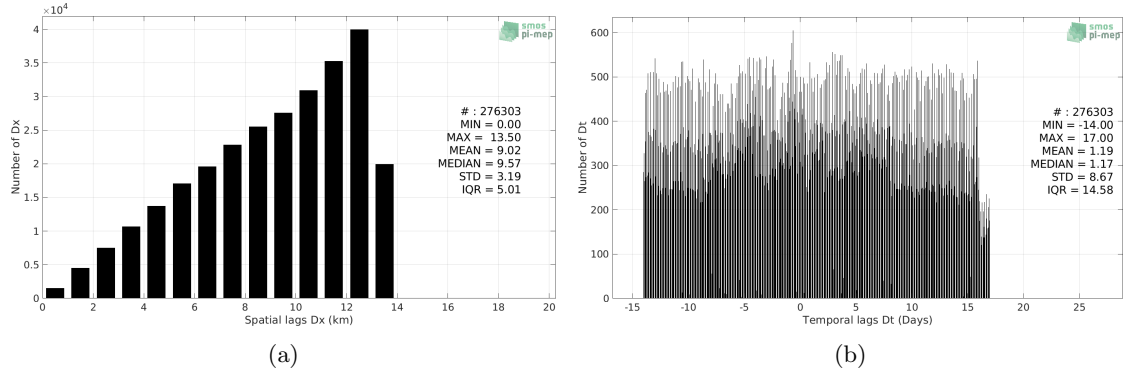 ×10⁴
4
3.5
3
2.5
2
1.5
1
0.5
0
Number of Dx
0 2 4 6 8 10 12 14 16 18 20
Spatial lags Dx (km)
smos
pi-mep
# : 276303
MIN = 0.00
MAX = 13.50
MEAN = 9.02
MEDIAN = 9.57
STD = 3.19
IQR = 5.01
(a)
600
500
400
300
200
100
0
Number of Dt
-15 -10 -5 0 5 10 15 20 25
Temporal lags Dt (Days)
smos
pi-mep
# : 276303
MIN = -14.00
MAX = 17.00
MEAN = 1.19
MEDIAN = 1.17
STD = 8.67
IQR = 14.58
(b)